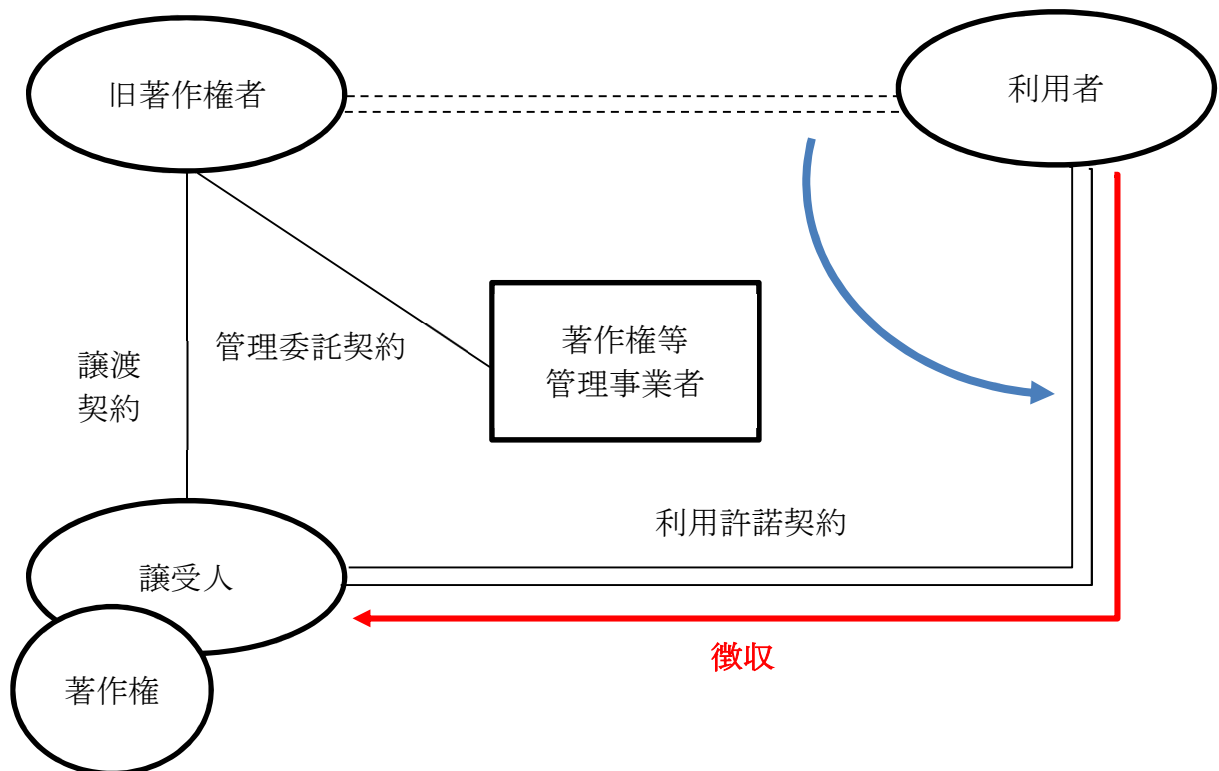 旧著作権者
利用者
管理委託契約
著作権等
管理事業者
譲渡
契約
利用許諾契約
譲受人
徴収
著作権